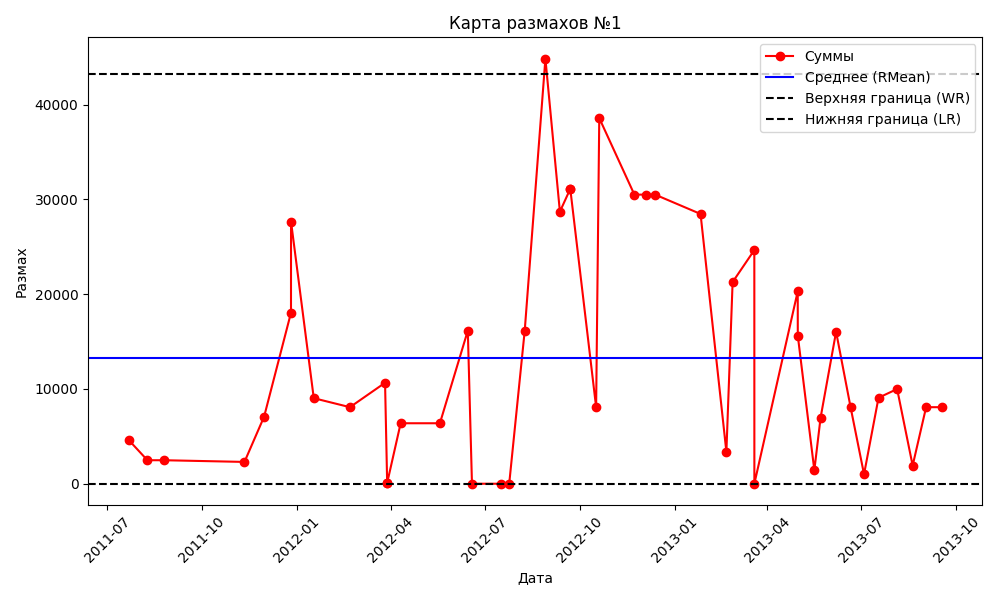 Карта размахов №1
Суммы
Среднее (RMean)
Верхняя граница (WR)
Нижняя граница (LR)
Размах
40000
30000
20000
10000
0
2011-07
2011-10
2012-01
2012-04
2012-07
2012-10
2013-01
2013-04
2013-07
2013-10
Дата